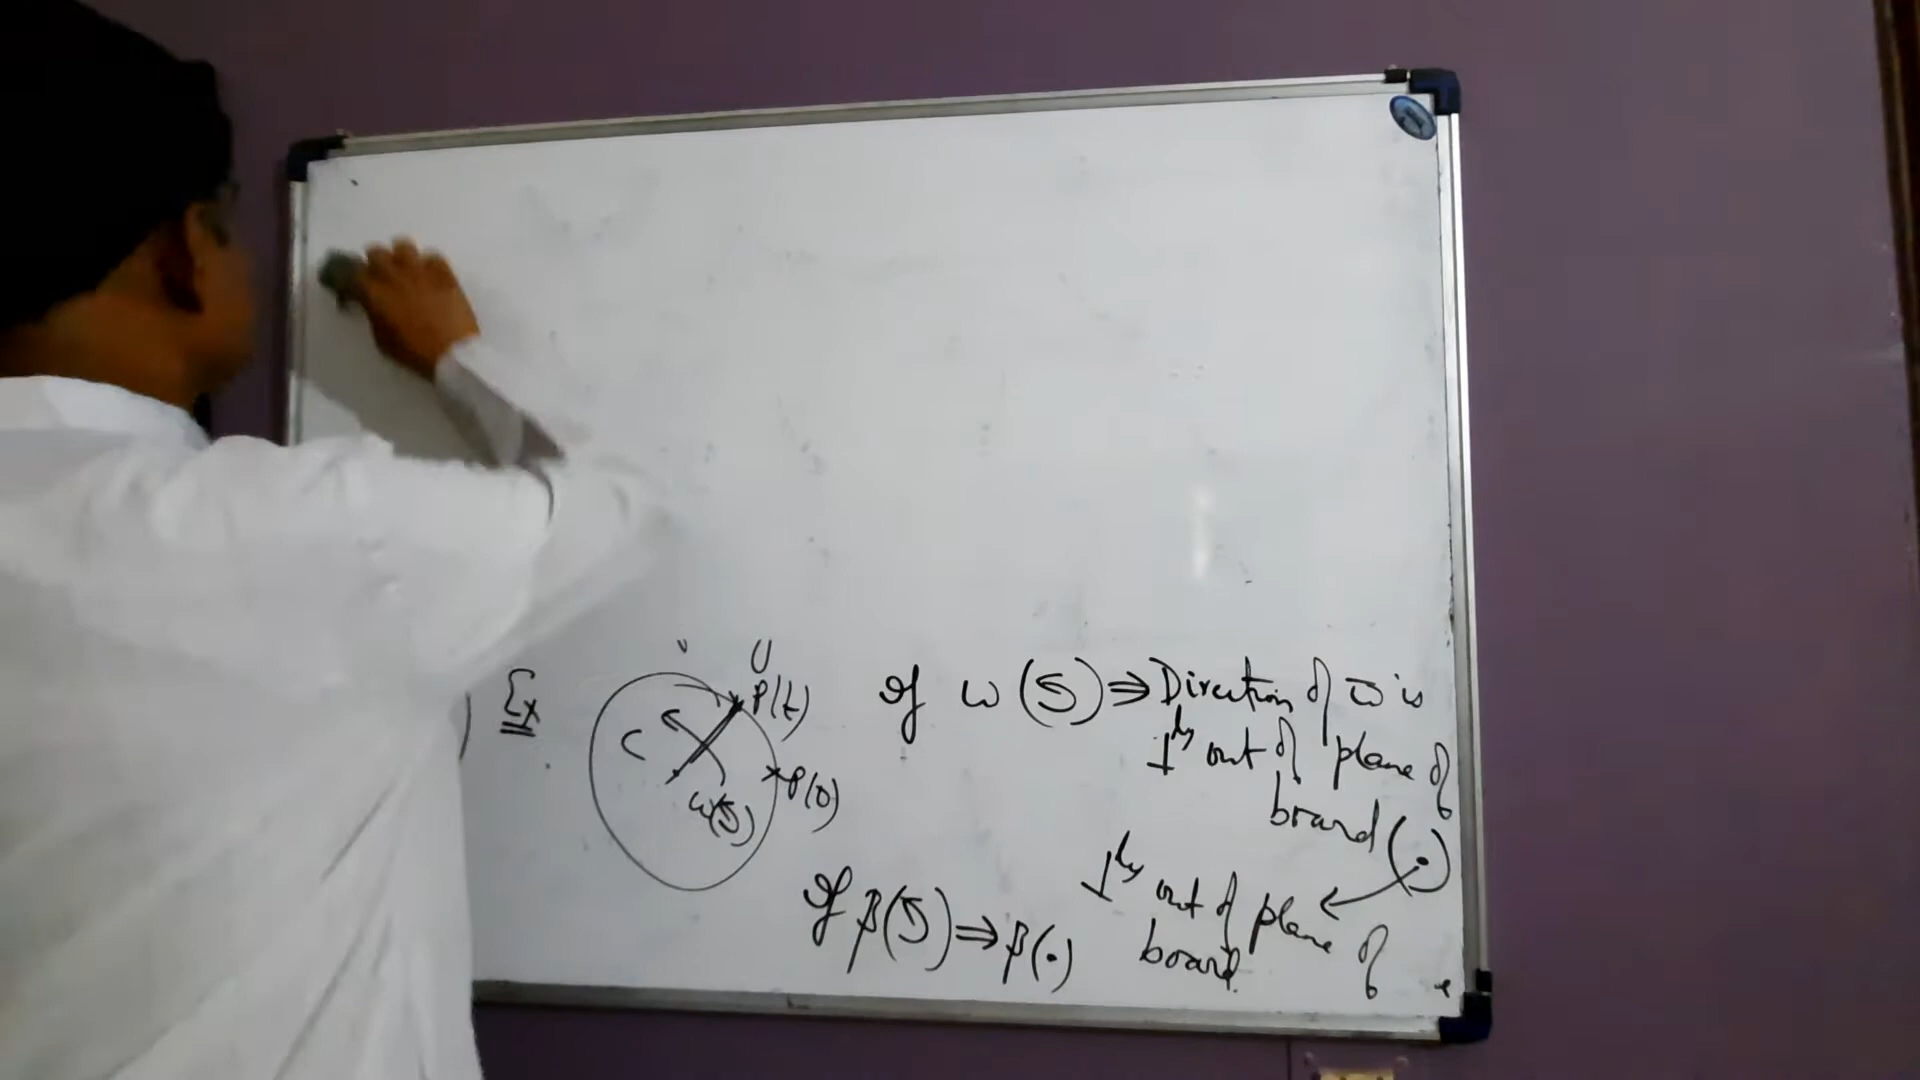 Ex
P(t)
C
P(0)
ω(↺)
If ω (↺) ⇒ Direction of ω̄ is
⊥ly out of plane of
board (·)
⊥ly out of plane of
board.
If β(↺) ⇒ β(·)